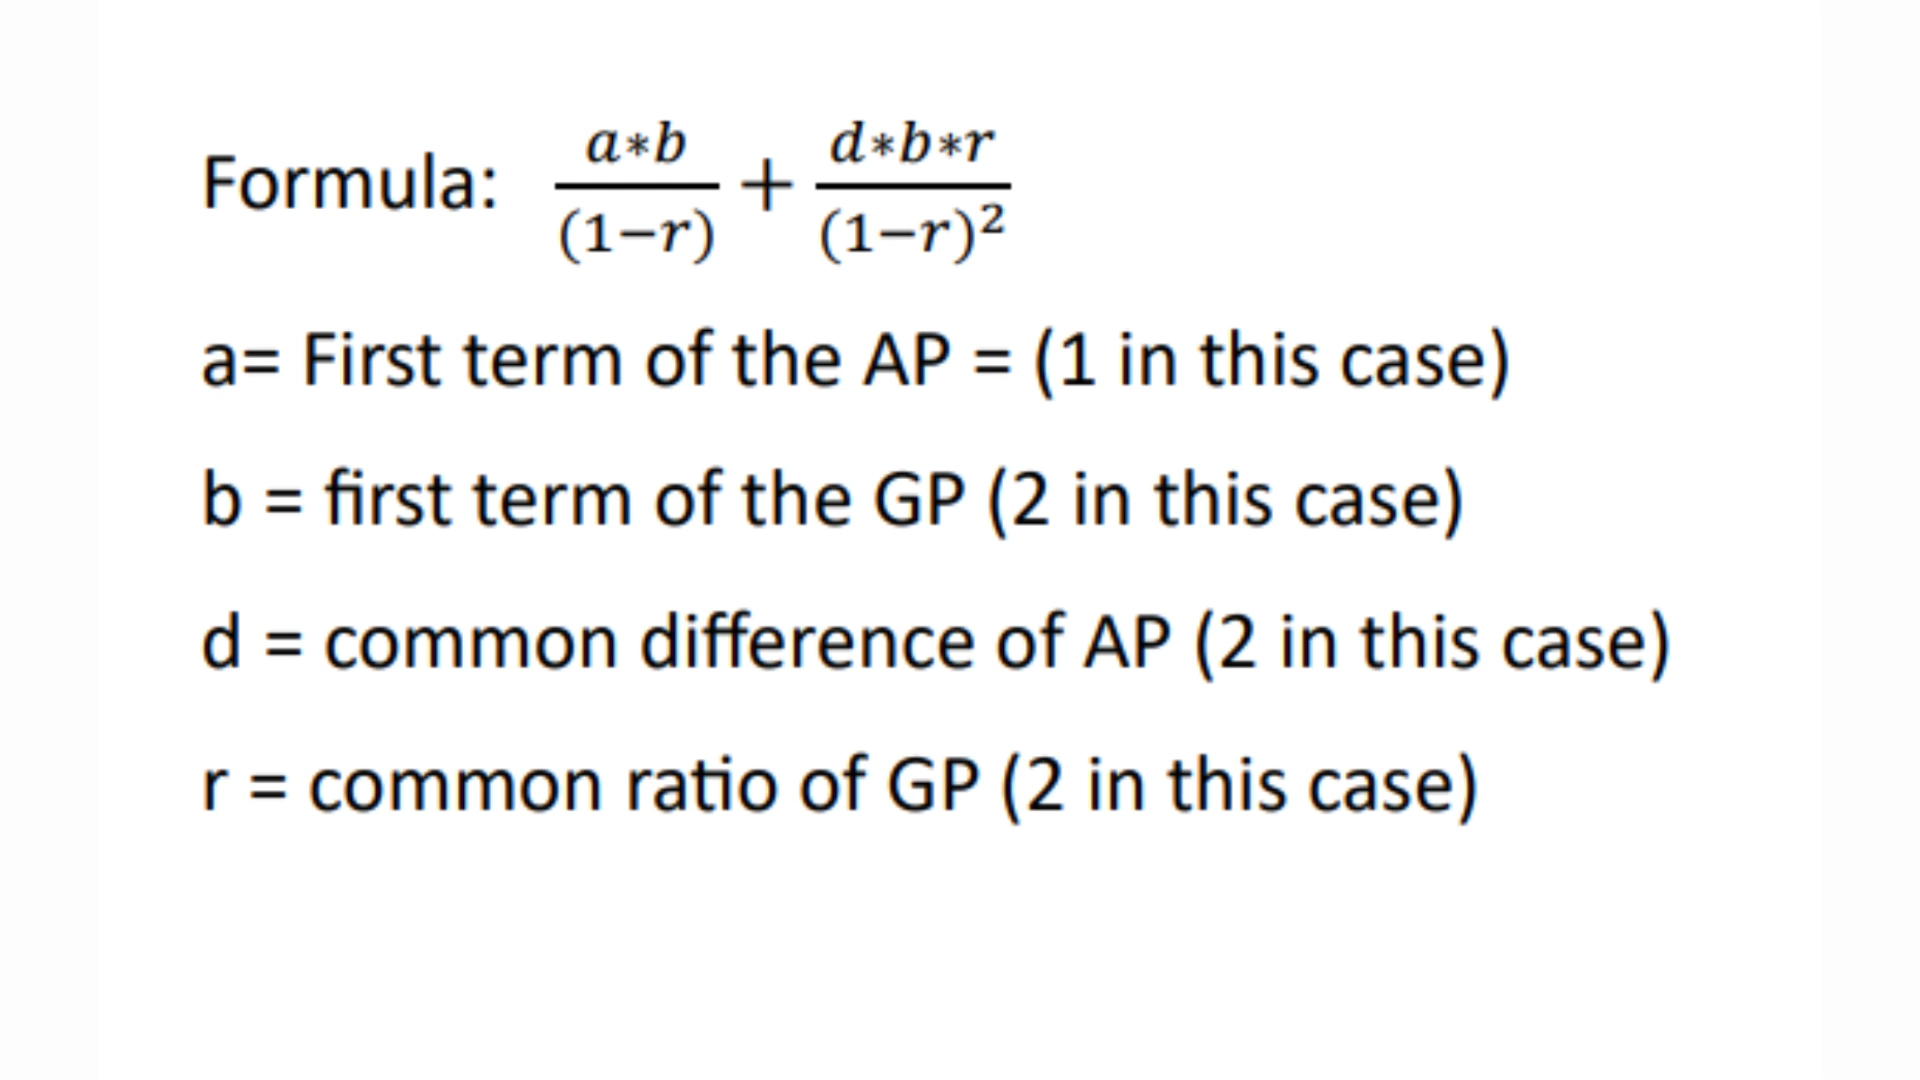 Formula: \frac{a*b}{(1−r)} + \frac{d*b*r}{(1−r)^2}
a= First term of the AP = (1 in this case)
b = first term of the GP (2 in this case)
d = common difference of AP (2 in this case)
r = common ratio of GP (2 in this case)